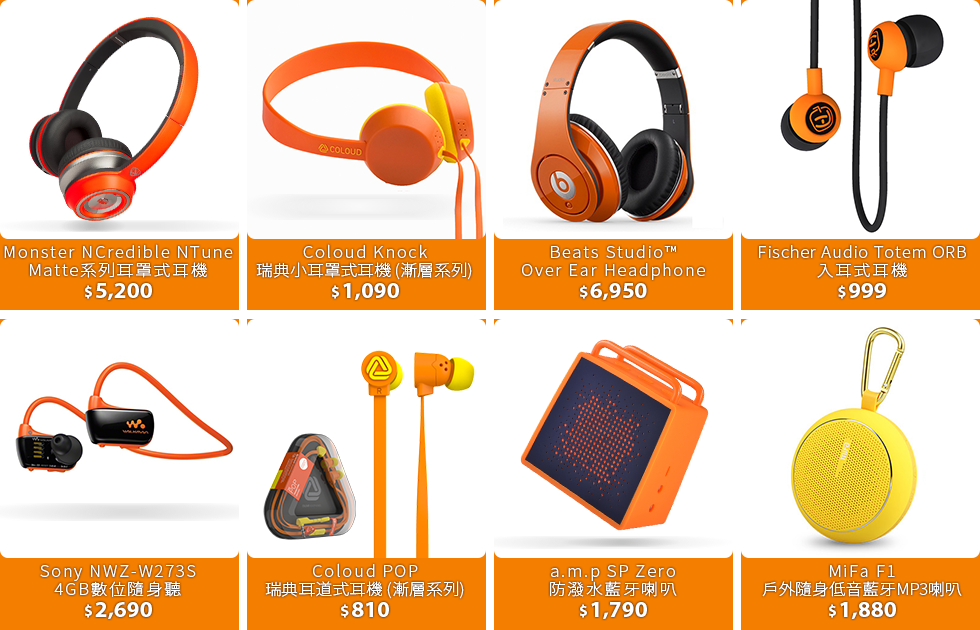 COLOUD
Monster NCredible NTune
Matte系列耳罩式耳機
$5,200
Coloud Knock
瑞典小耳罩式耳機 (漸層系列)
$1,090
Beats Studio™
Over Ear Headphone
$6,950
Fischer Audio Totem ORB
入耳式耳機
$999
WALKMAN
R
Sony NWZ-W273S
4GB數位隨身聽
$2,690
Coloud POP
瑞典耳道式耳機 (漸層系列)
$810
a.m.p SP Zero
防潑水藍牙喇叭
$1,790
MiFa F1
戶外隨身低音藍牙MP3喇叭
$1,880